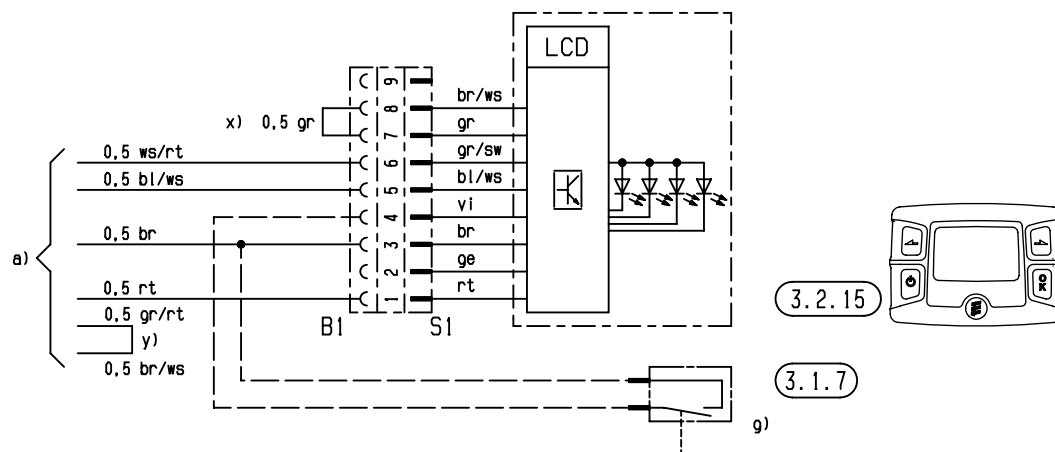 LCD
9
8
7
6
5
4
3
2
1
br/ws
gr
gr/sw
bl/ws
vi
br
ge
rt
x) 0,5 gr
0,5 ws/rt
0,5 bl/ws
0,5 br
a)
0,5 rt
0,5 gr/rt
y)
0,5 br/ws
B1
S1
3.2.15
OK
3.1.7
g)